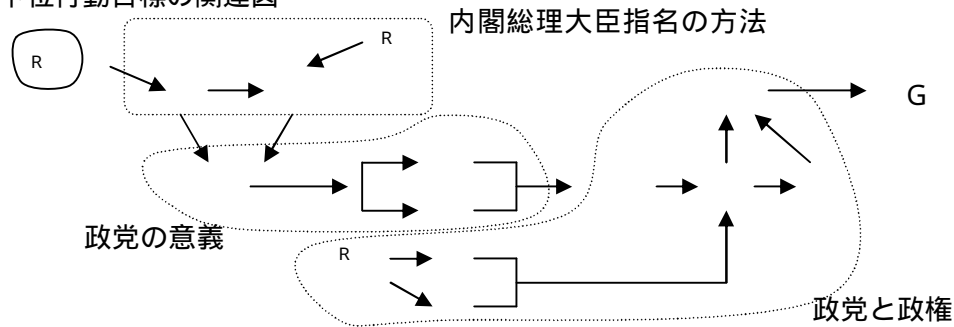 下位行動目標の関連図
内閣総理大臣指名の方法
R
R
G
政党の意義
R
政党と政権